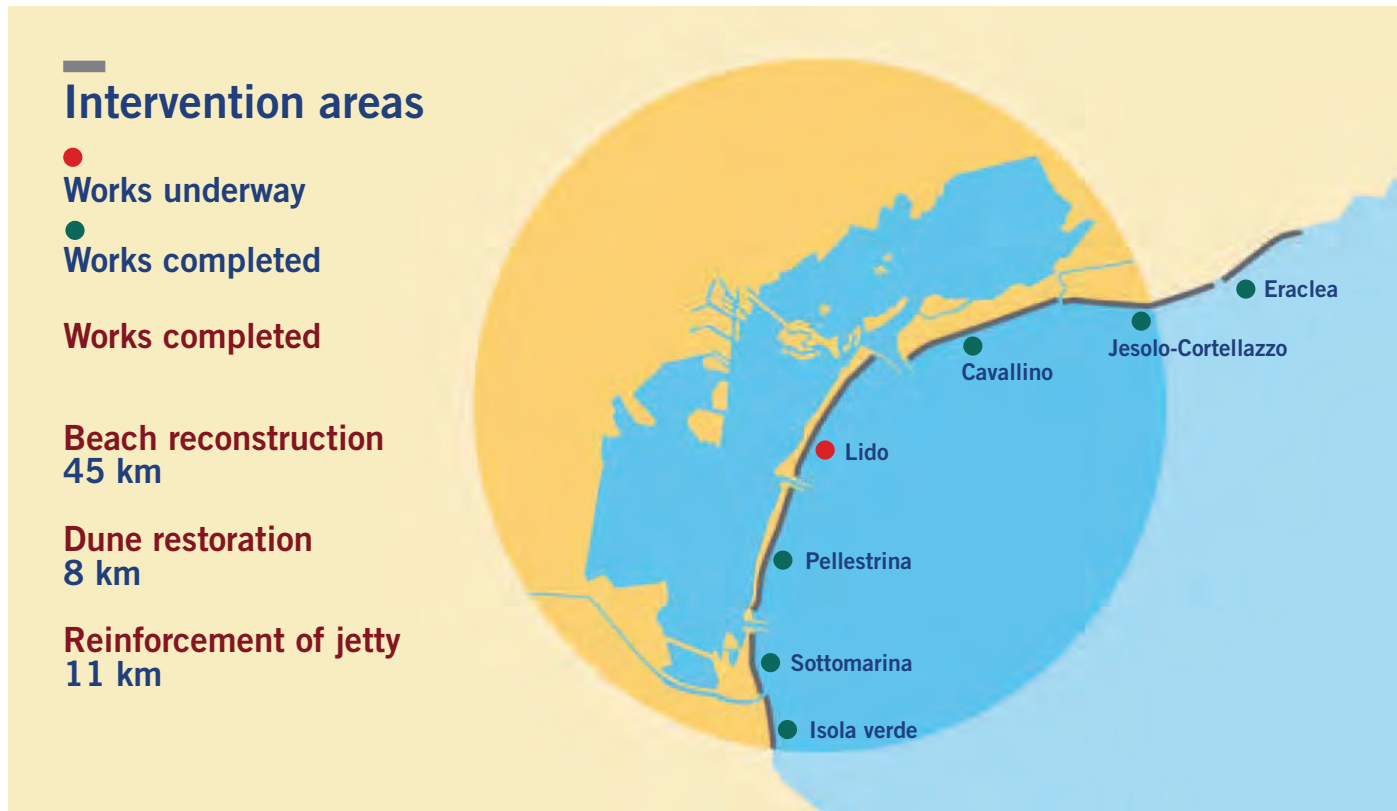 Intervention areas
Works underway
Works completed
Works completed
Beach reconstruction
45 km
Dune restoration
8 km
Reinforcement of jetty
11 km
Eraclea
Jesolo-Cortellazzo
Cavallino
Lido
Pellestrina
Sottomarina
Isola verde